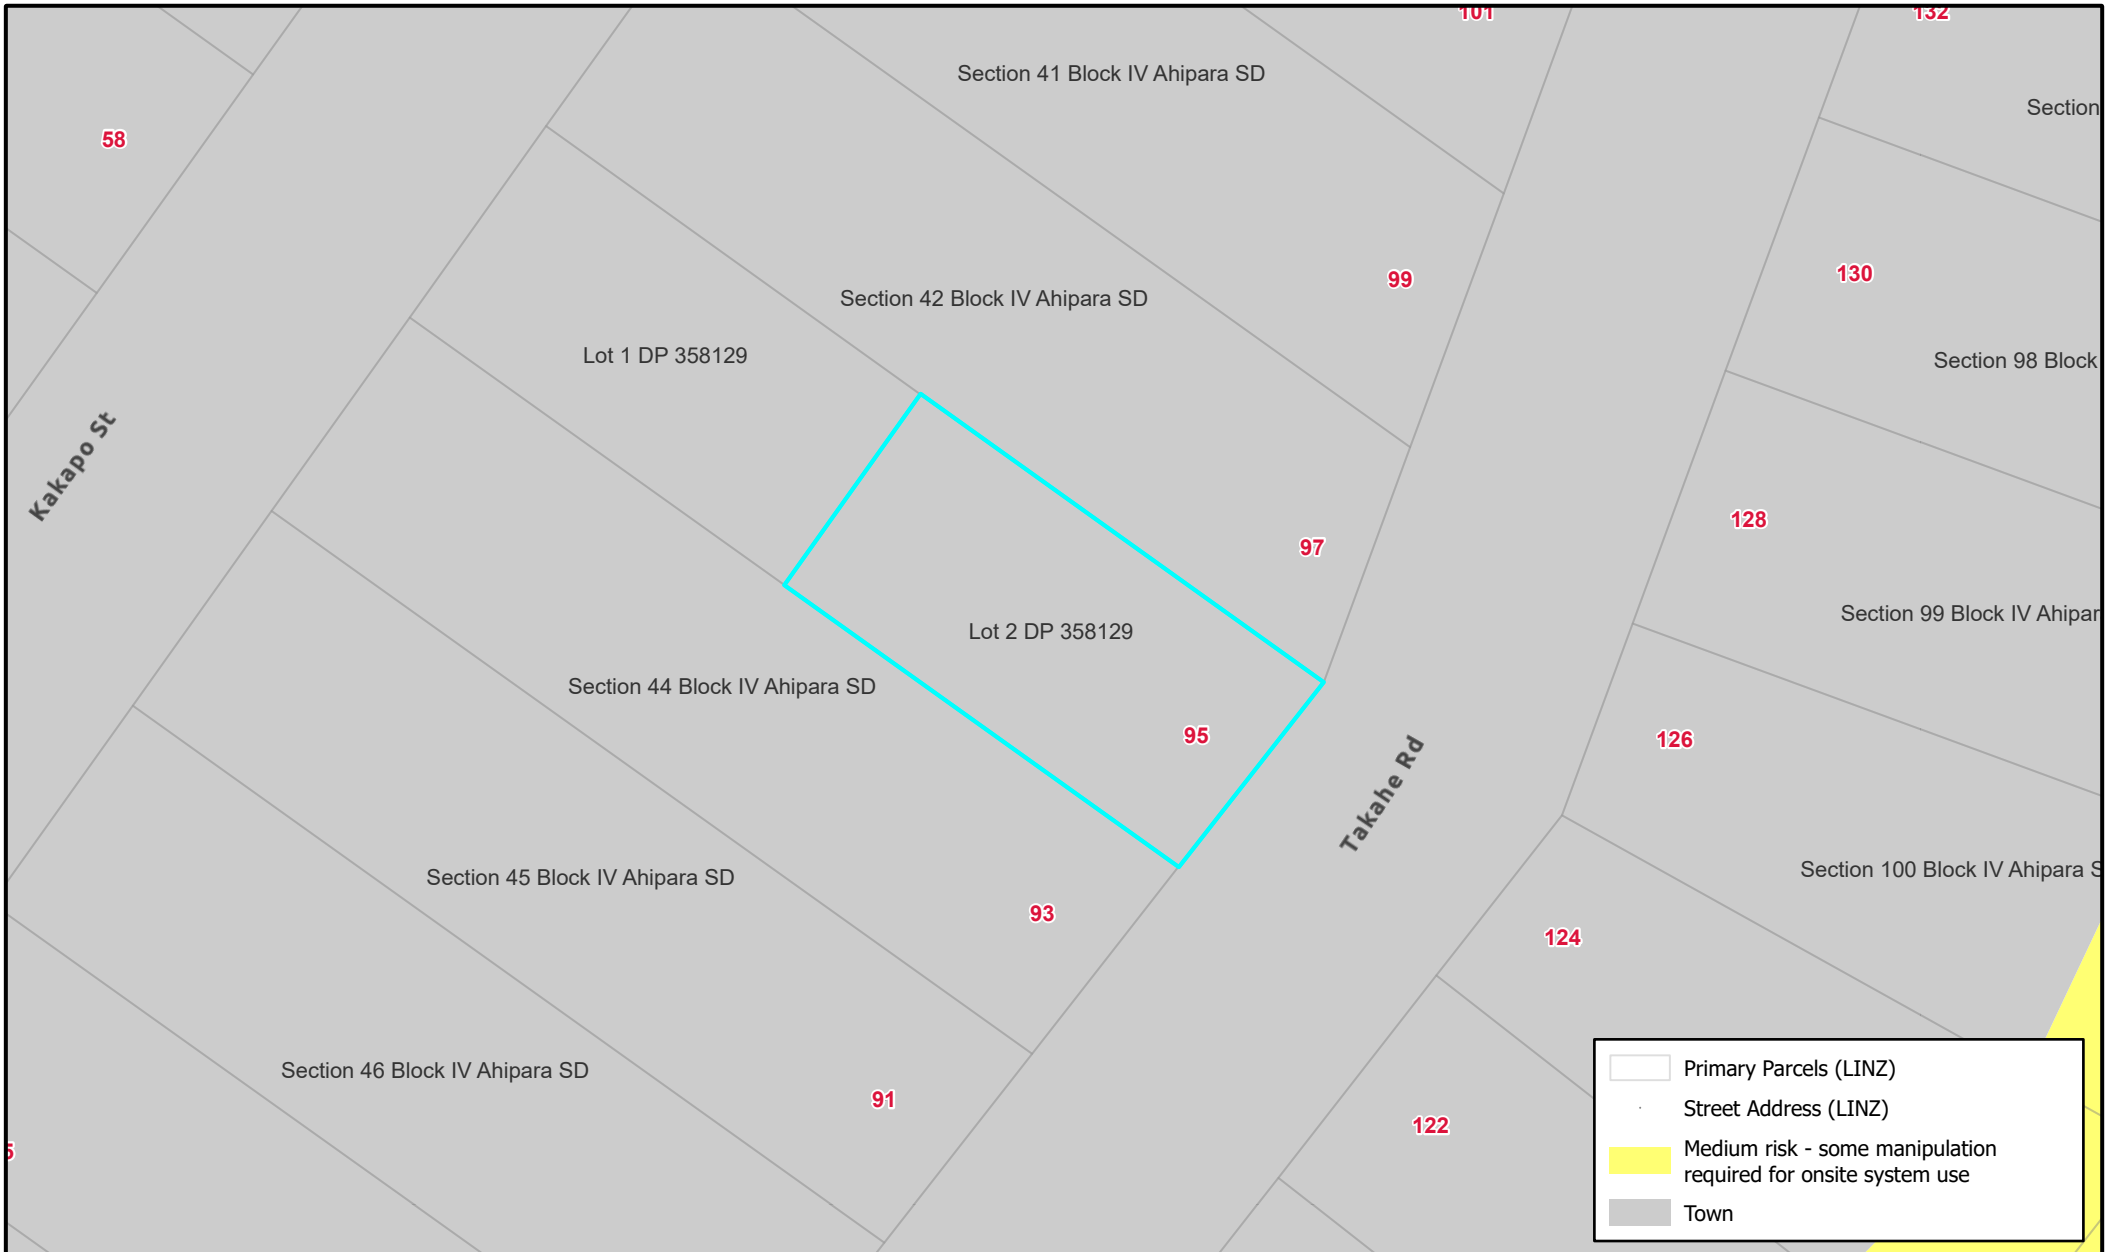 101
132
Section 41 Block IV Ahipara SD
Section
58
130
99
Section 42 Block IV Ahipara SD
Lot 1 DP 358129
Section 98 Block
Kakapo St
128
97
Section 99 Block IV Ahipar
Lot 2 DP 358129
Section 44 Block IV Ahipara SD
95
126
Takahe Rd
Section 100 Block IV Ahipara S
Section 45 Block IV Ahipara SD
93
124
Section 46 Block IV Ahipara SD
91
122
5
Primary Parcels (LINZ)
Street Address (LINZ)
Medium risk - some manipulation
required for onsite system use
Town